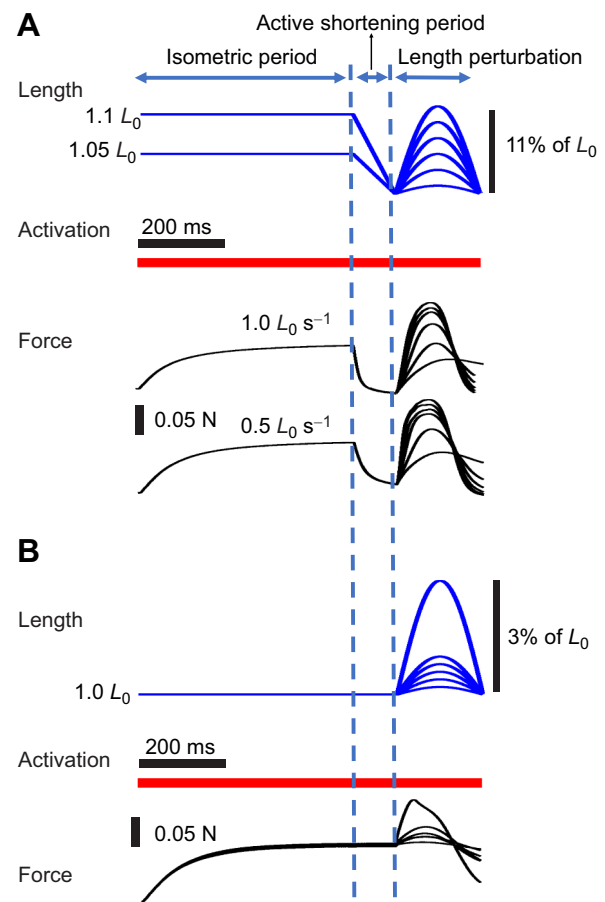 A
Active shortening period
Isometric period
Length perturbation
Length
1.1 L₀
1.05 L₀
11% of L₀
Activation
200 ms
Force
1.0 L₀ s⁻¹
0.05 N
0.5 L₀ s⁻¹
B
Length
3% of L₀
1.0 L₀
200 ms
Activation
0.05 N
Force